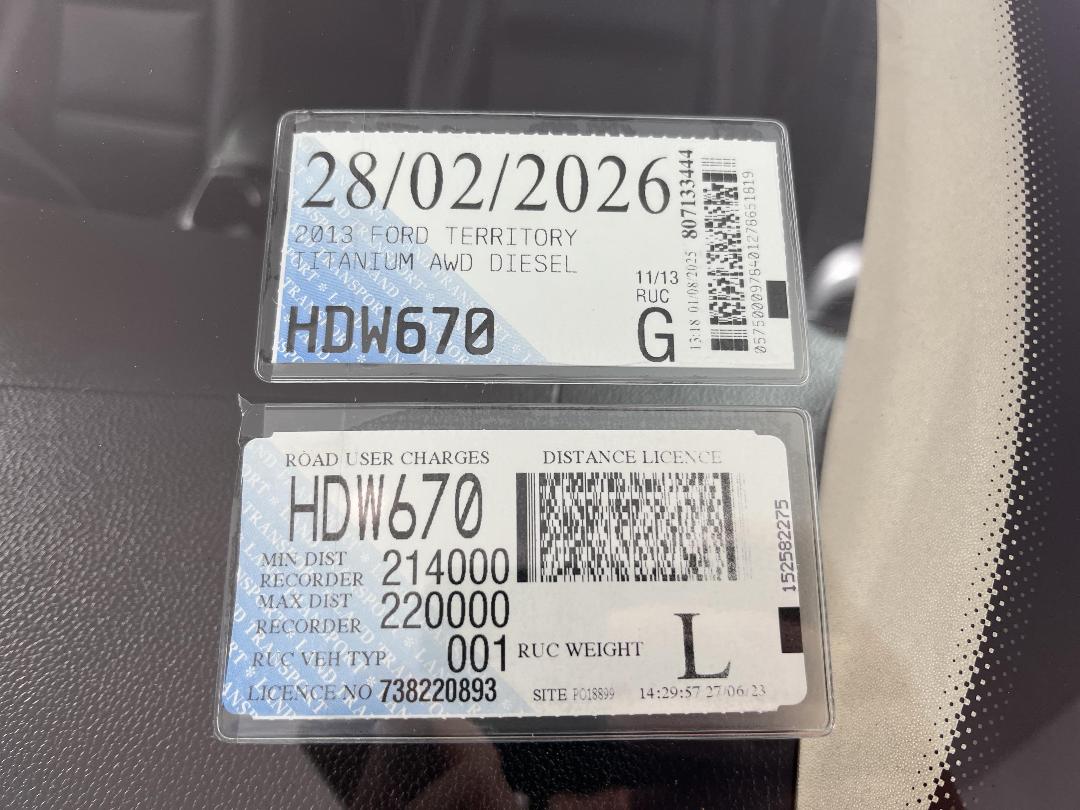 28/02/2026
2013 FORD TERRITORY
TITANIUM AWD DIESEL
HDW670
11/13
RUC
G
13:18 01/08/2025 807133444
ROAD USER CHARGES
DISTANCE LICENCE
HDW670
MIN DIST
RECORDER 214000
MAX DIST
RECORDER 220000
RUC VEH TYP 001
RUC WEIGHT L
LICENCE NO 738220893
SITE PO18899 14:29:57 27/06/23
152582275